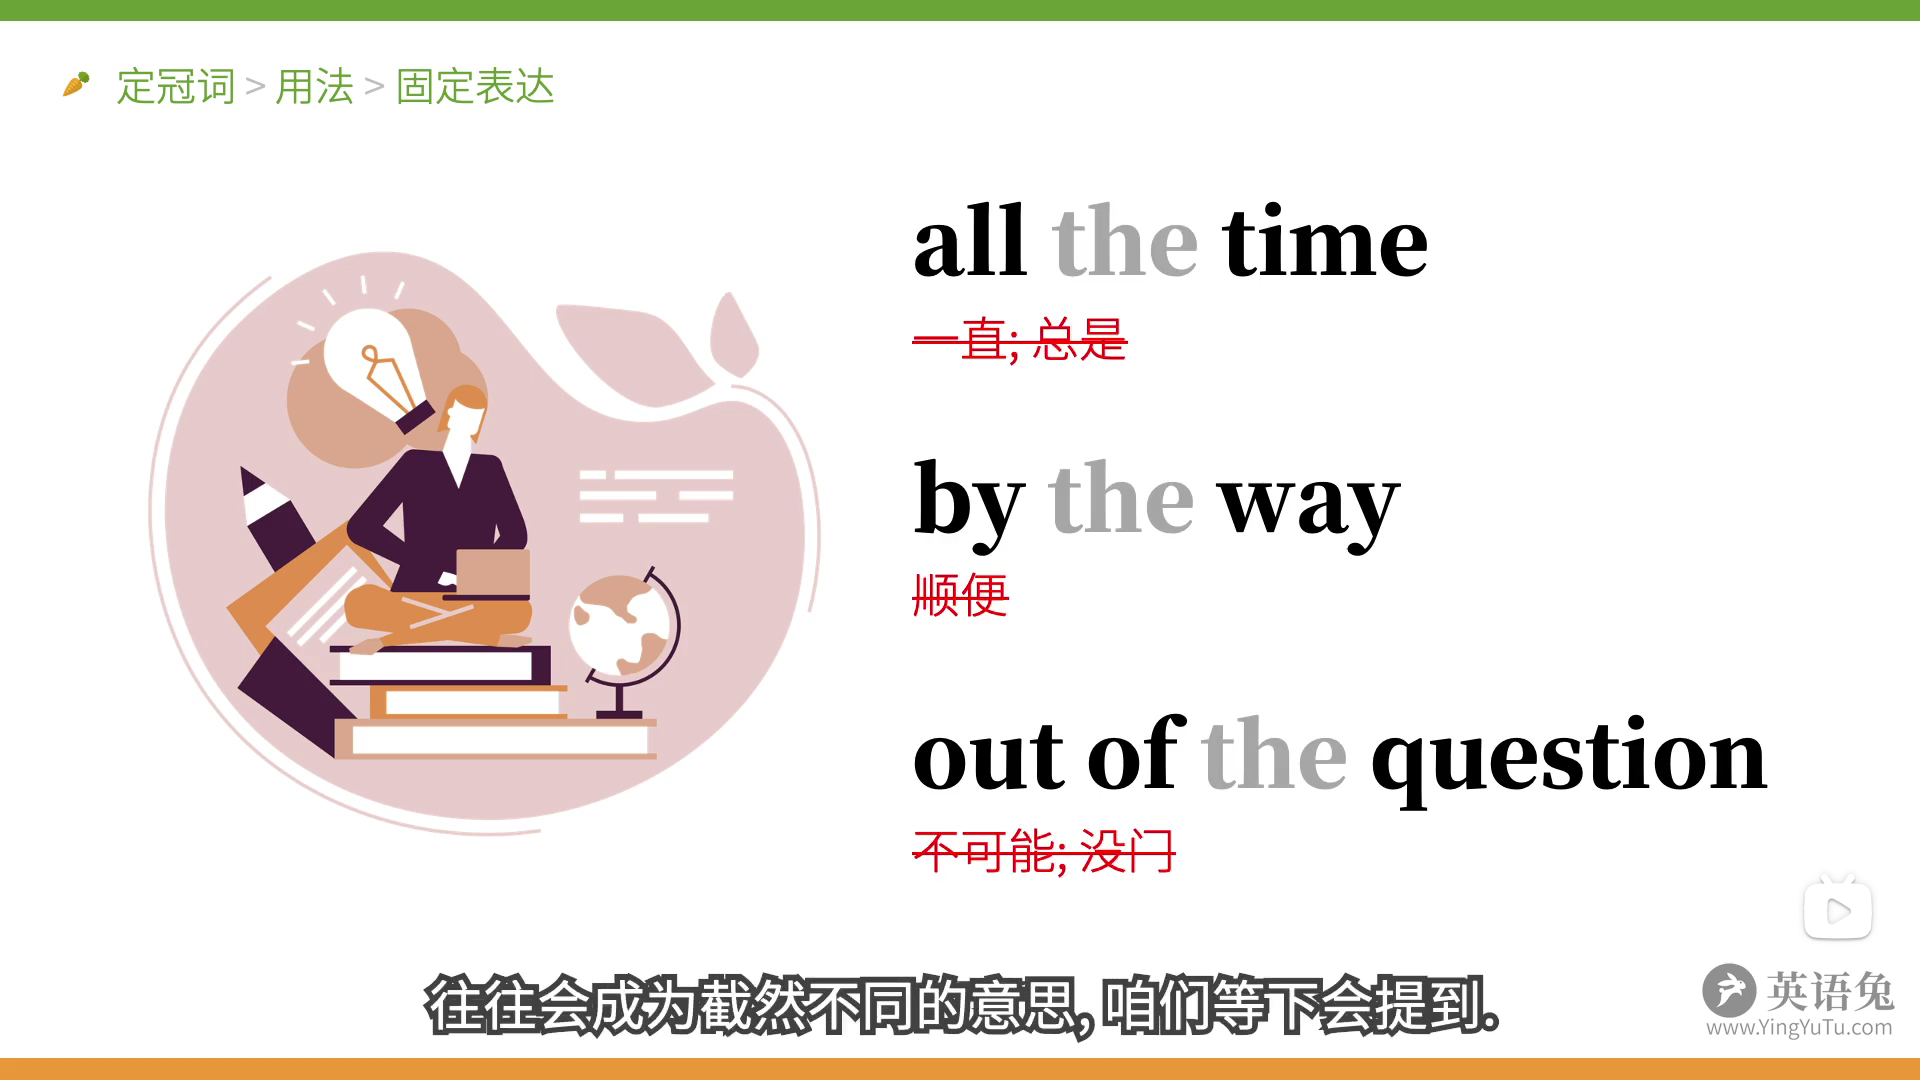 定冠词 > 用法 > 固定表达
all the time
一直; 总是
by the way
顺便
out of the question
不可能; 没门
往往会成为截然不同的意思, 咱们等下会提到.
英语兔
www.YingYuTu.com